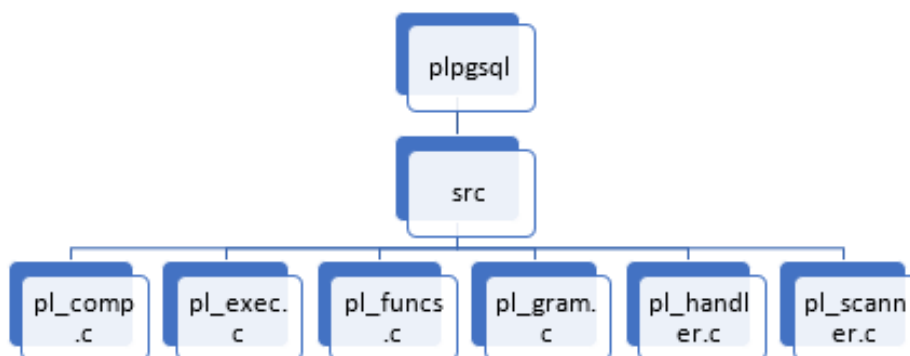 plpgsql
src
pl_comp
.c
pl_exec.
c
pl_funcs
.c
pl_gram.
c
pl_handl
er.c
pl_scann
er.c